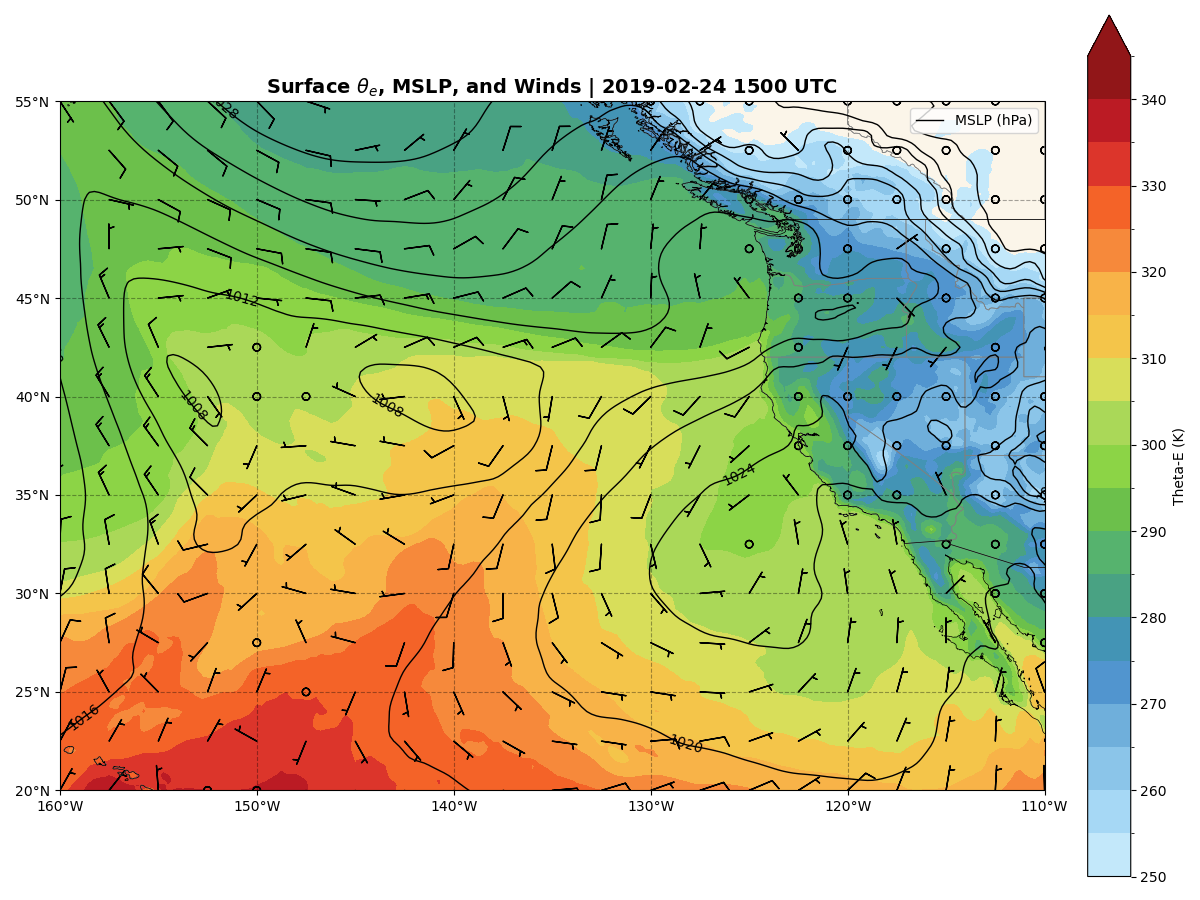 Surface θe, MSLP, and Winds | 2019-02-24 1500 UTC
MSLP (hPa)
55°N
50°N
45°N
40°N
35°N
30°N
25°N
20°N
160°W
150°W
140°W
130°W
120°W
110°W
1028
1012
1008
1008
1024
1016
1020
340
330
320
310
300
290
280
270
260
250
Theta-E (K)